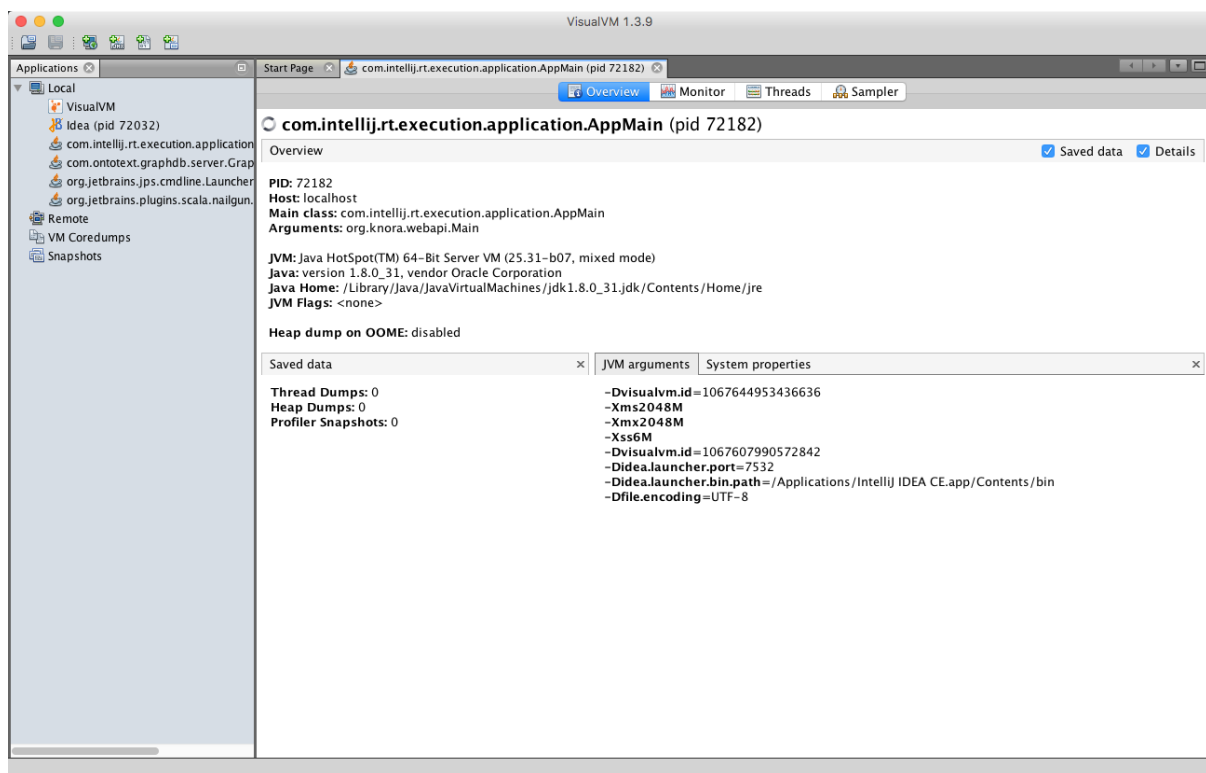 VisualVM 1.3.9
Applications
Start Page
com.intellij.rt.execution.application.AppMain (pid 72182)
Local
VisualVM
Idea (pid 72032)
com.intellij.rt.execution.application
com.ontotext.graphdb.server.Grap
org.jetbrains.jps.cmdline.Launcher
org.jetbrains.plugins.scala.nailgun.
Remote
VM Coredumps
Snapshots
Overview
Monitor
Threads
Sampler
com.intellij.rt.execution.application.AppMain (pid 72182)
Overview
Saved data
Details
PID: 72182
Host: localhost
Main class: com.intellij.rt.execution.application.AppMain
Arguments: org.knora.webapi.Main
JVM: Java HotSpot(TM) 64-Bit Server VM (25.31-b07, mixed mode)
Java: version 1.8.0_31, vendor Oracle Corporation
Java Home: /Library/Java/JavaVirtualMachines/jdk1.8.0_31.jdk/Contents/Home/jre
JVM Flags: <none>
Heap dump on OOME: disabled
Saved data
Thread Dumps: 0
Heap Dumps: 0
Profiler Snapshots: 0
JVM arguments
System properties
-Dvisualvm.id=1067644953436636
-Xms2048M
-Xmx2048M
-Xss6M
-Dvisualvm.id=1067607990572842
-Didea.launcher.port=7532
-Didea.launcher.bin.path=/Applications/IntelliJ IDEA CE.app/Contents/bin
-Dfile.encoding=UTF-8